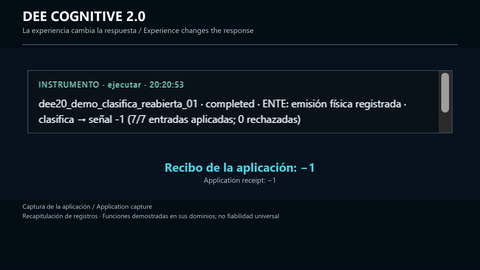 DEE COGNITIVE 2.0
La experiencia cambia la respuesta / Experience changes the response
INSTRUMENTO · ejecutar · 20:20:53
dee20_demo_clasifica_reabierta_01 · completed · ENTE: emisión física registrada ·
clasifica → señal -1 (7/7 entradas aplicadas; 0 rechazadas)
Recibo de la aplicación: −1
Application receipt: −1
Captura de la aplicación / Application capture
Recapitulación de registros · Funciones demostradas en sus dominios; no fiabilidad universal